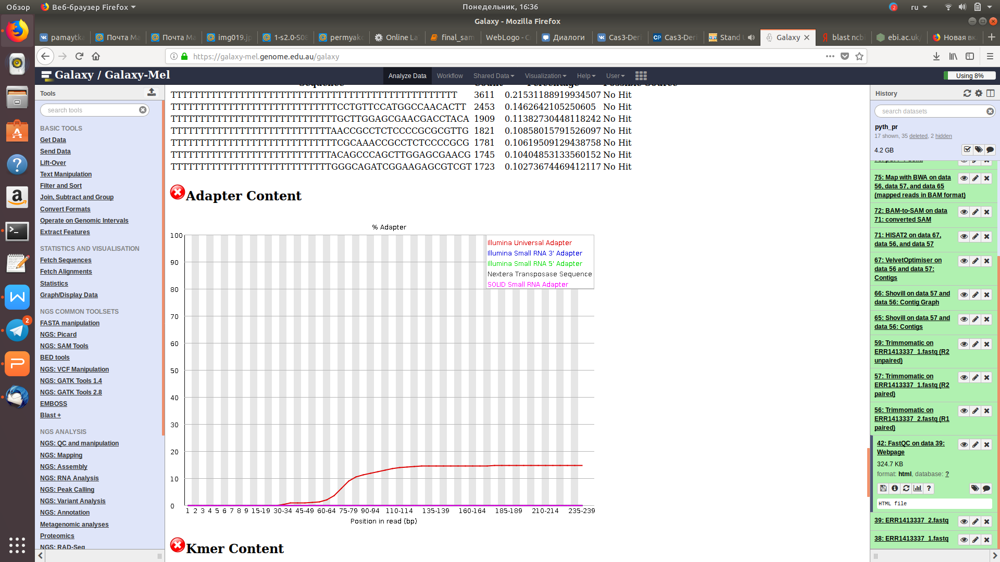 Обзор
Веб-браузер Firefox
Понедельник, 16:36
2
ru
Galaxy - Mozilla Firefox
pamaytka
Почта Ma
Почта Ma
img019.jp
1-s2.0-S08
permyako
Online La
final_sam
WebLogo - C
Диалоги
Cas3-Deri
Cas3-Deri
Stand U
Galaxy
blast ncbi
ebi.ac.uk/
Новая вк
https://galaxy-mel.genome.edu.au/galaxy
Galaxy / Galaxy-Mel
Analyze Data
Workflow
Shared Data
Visualization
Help
User
Using 8%
Tools
search tools
BASIC TOOLS
Get Data
Send Data
Lift-Over
Text Manipulation
Filter and Sort
Join, Subtract and Group
Convert Formats
Operate on Genomic Intervals
Extract Features
STATISTICS AND VISUALISATION
Fetch Sequences
Fetch Alignments
Statistics
Graph/Display Data
NGS COMMON TOOLSETS
FASTA manipulation
NGS: Picard
NGS: SAM Tools
BED tools
NGS: VCF Manipulation
NGS: GATK Tools 1.4
NGS: GATK Tools 2.8
EMBOSS
Blast +
NGS ANALYSIS
NGS: QC and manipulation
NGS: Mapping
NGS: Assembly
NGS: RNA Analysis
NGS: Peak Calling
NGS: Variant Analysis
NGS: Annotation
Metagenomic analyses
Proteomics
NGS: RAD-Seq
Sequence Count Percentage Possible Source
TTTTTTTTTTTTTTTTTTTTTTTTTTTTTTTTTTTTTTTTTTTTTTTTTT 3611 0.21531188919934507 No Hit
TTTTTTTTTTTTTTTTTTTTTTTTTTTTTCCTGTTCCATGGCCAACACTT 2453 0.1462642105250605 No Hit
TTTTTTTTTTTTTTTTTTTTTTTTTTTTTGCTTGGAGCGAACGACCTACA 1909 0.11382730448118242 No Hit
TTTTTTTTTTTTTTTTTTTTTTTTTTTTAACCGCCTCTCCCCGCGCGTTG 1821 0.10858015791526097 No Hit
TTTTTTTTTTTTTTTTTTTTTTTTTTTTTCGCAAACCGCCTCTCCCCGCG 1781 0.10619509129438758 No Hit
TTTTTTTTTTTTTTTTTTTTTTTTTTTTACAGCCCAGCTTGGAGCGAACG 1745 0.10404853133560152 No Hit
TTTTTTTTTTTTTTTTTTTTTTTTTTTTGGGCAGATCGGAAGAGCGTCGT 1723 0.10273674469412117 No Hit
Adapter Content
% Adapter
100
90
80
70
60
50
40
30
20
10
0
Illumina Universal Adapter
Illumina Small RNA 3' Adapter
Illumina Small RNA 5' Adapter
Nextera Transposase Sequence
SOLID Small RNA Adapter
1 2 3 4 5 6 7 8 9 15-19 30-34 45-49 60-64 75-79 90-94 110-114 135-139 160-164 185-189 210-214 235-239
Position in read (bp)
Kmer Content
History
search datasets
pyth_pr
17 shown, 35 deleted, 2 hidden
4.2 GB
75: Map with BWA on data
56, data 57, and data 65
(mapped reads in BAM format)
72: BAM-to-SAM on data
71: converted SAM
71: HISAT2 on data 67,
data 56, and data 57
67: VelvetOptimiser on
data 56 and data 57:
Contigs
66: Shovill on data 57 and
data 56: Contig Graph
65: Shovill on data 57 and
data 56: Contigs
59: Trimmomatic on
ERR1413337_1.fastq (R2
unpaired)
57: Trimmomatic on
ERR1413337_1.fastq (R2
paired)
56: Trimmomatic on
ERR1413337_2.fastq (R1
paired)
42: FastQC on data 39:
Webpage
324.7 KB
format: html, database: ?
HTML file
39: ERR1413337_2.fastq
38: ERR1413337_1.fastq
2